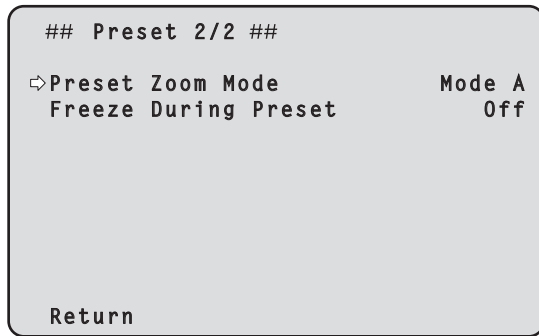 ## Preset 2/2 ##
⇨Preset Zoom Mode Mode A
Freeze During Preset Off
Return